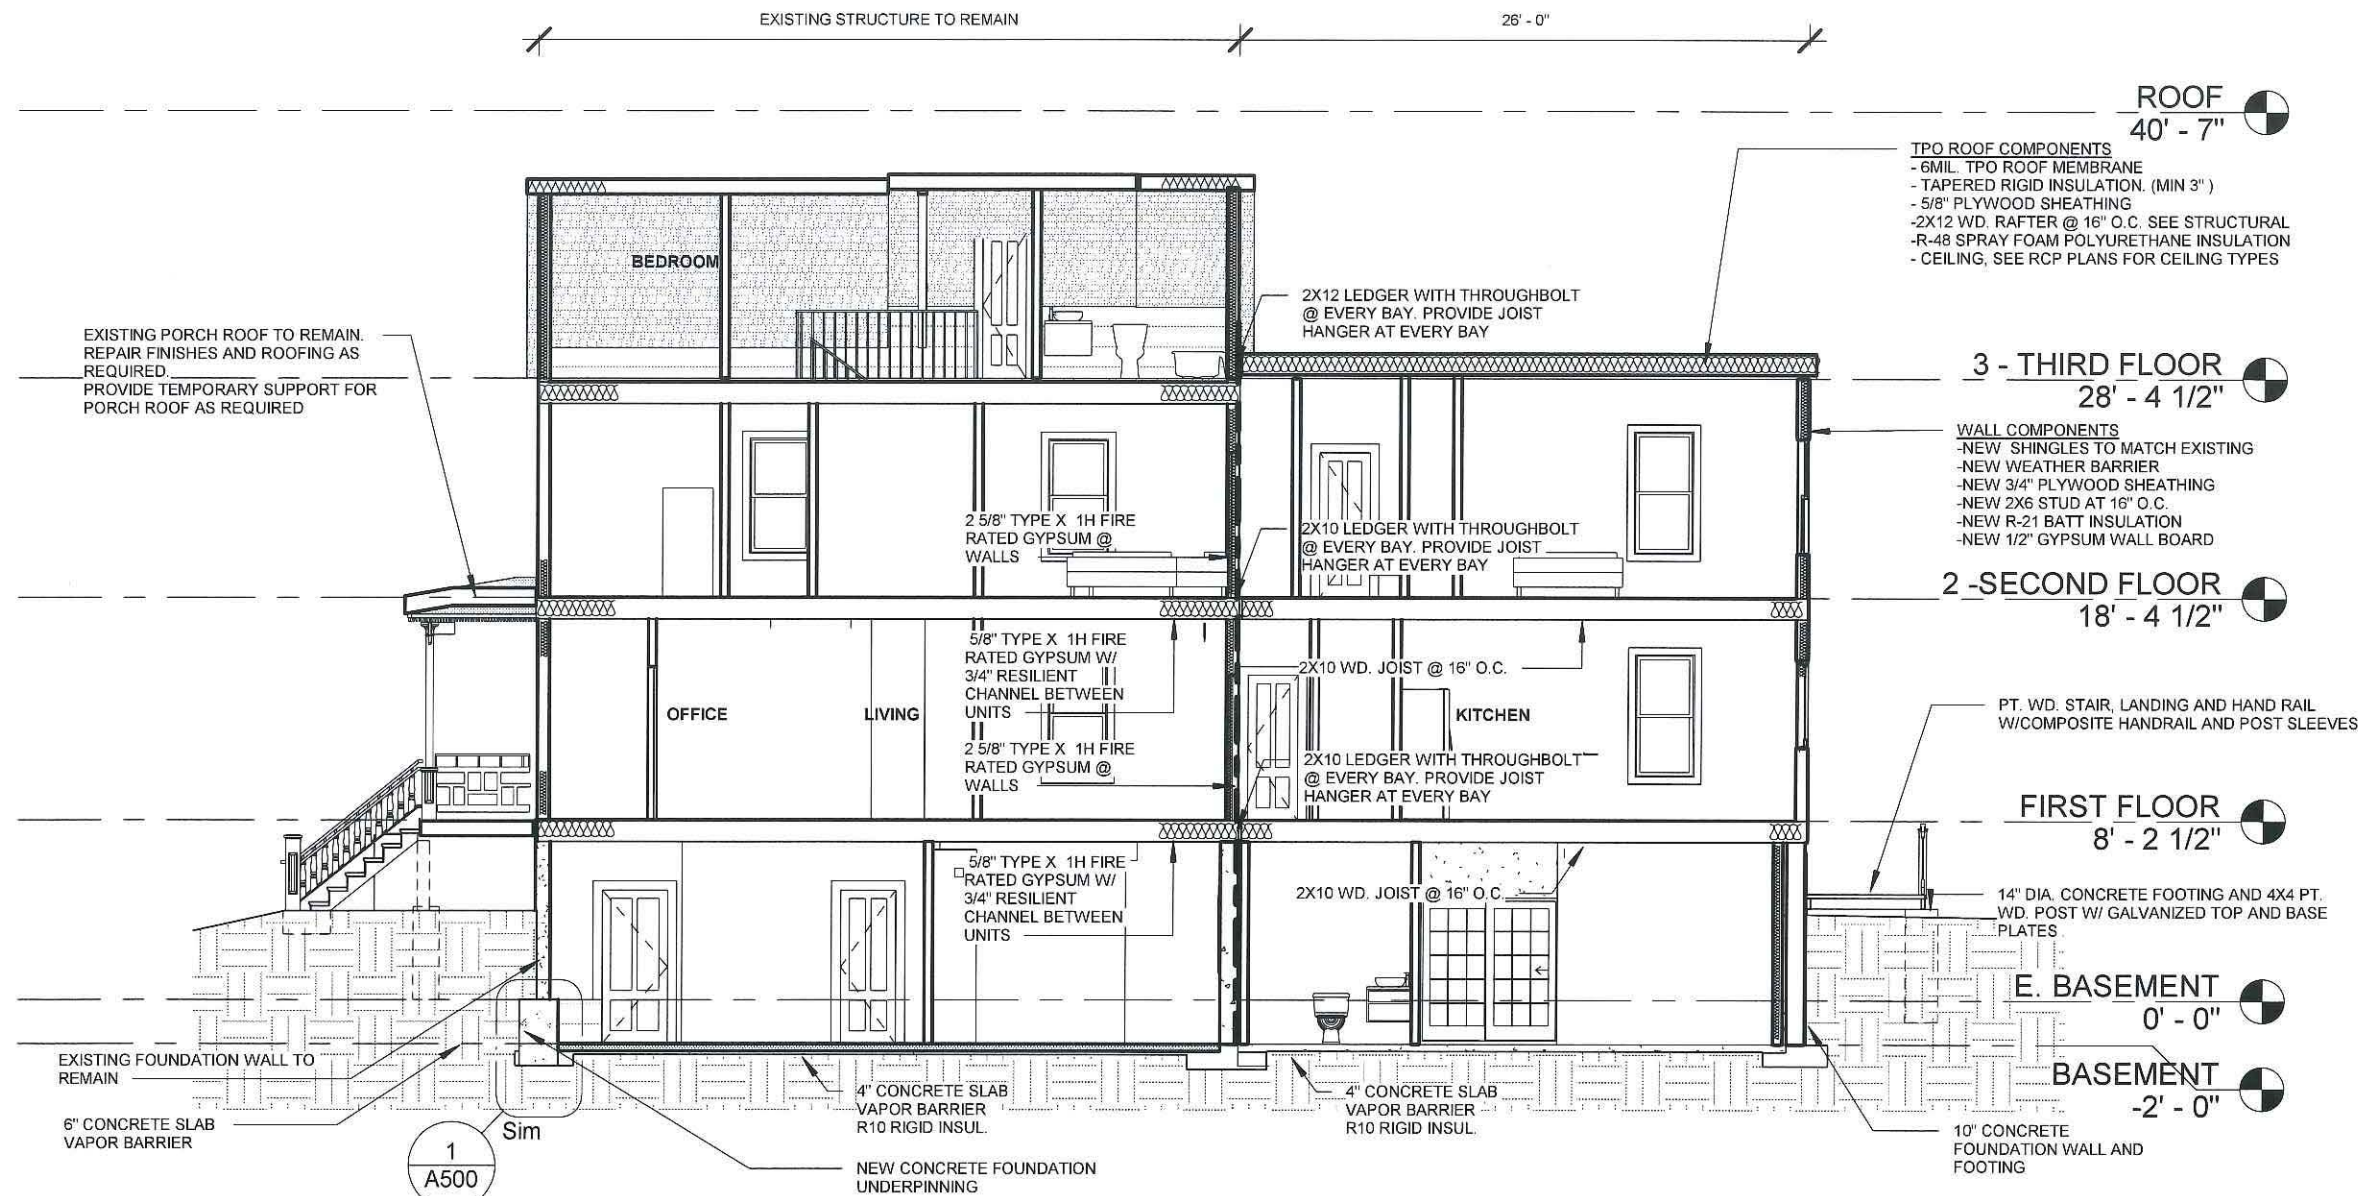 EXISTING STRUCTURE TO REMAIN
26' - 0"
ROOF
40' - 7"
TPO ROOF COMPONENTS
- 6MIL. TPO ROOF MEMBRANE
- TAPERED RIGID INSULATION. (MIN 3" )
- 5/8" PLYWOOD SHEATHING
-2X12 WD. RAFTER @ 16" O.C. SEE STRUCTURAL
-R-48 SPRAY FOAM POLYURETHANE INSULATION
- CEILING, SEE RCP PLANS FOR CEILING TYPES
BEDROOM
2X12 LEDGER WITH THROUGHBOLT
@ EVERY BAY. PROVIDE JOIST
HANGER AT EVERY BAY
EXISTING PORCH ROOF TO REMAIN.
REPAIR FINISHES AND ROOFING AS
REQUIRED.
PROVIDE TEMPORARY SUPPORT FOR
PORCH ROOF AS REQUIRED
3 - THIRD FLOOR
28' - 4 1/2"
WALL COMPONENTS
-NEW SHINGLES TO MATCH EXISTING
-NEW WEATHER BARRIER
-NEW 3/4" PLYWOOD SHEATHING
-NEW 2X6 STUD AT 16" O.C.
-NEW R-21 BATT INSULATION
-NEW 1/2" GYPSUM WALL BOARD
2 5/8" TYPE X 1H FIRE
RATED GYPSUM @
WALLS
2X10 LEDGER WITH THROUGHBOLT
@ EVERY BAY. PROVIDE JOIST
HANGER AT EVERY BAY
2 -SECOND FLOOR
18' - 4 1/2"
5/8" TYPE X 1H FIRE
RATED GYPSUM W/
3/4" RESILIENT
CHANNEL BETWEEN
UNITS
2X10 WD. JOIST @ 16" O.C.
OFFICE
LIVING
KITCHEN
PT. WD. STAIR, LANDING AND HAND RAIL
W/COMPOSITE HANDRAIL AND POST SLEEVES
2 5/8" TYPE X 1H FIRE
RATED GYPSUM @
WALLS
2X10 LEDGER WITH THROUGHBOLT
@ EVERY BAY. PROVIDE JOIST
HANGER AT EVERY BAY
FIRST FLOOR
8' - 2 1/2"
5/8" TYPE X 1H FIRE
RATED GYPSUM W/
3/4" RESILIENT
CHANNEL BETWEEN
UNITS
2X10 WD. JOIST @ 16" O.C.
14" DIA. CONCRETE FOOTING AND 4X4 PT.
WD. POST W/ GALVANIZED TOP AND BASE
PLATES
E. BASEMENT
0' - 0"
EXISTING FOUNDATION WALL TO
REMAIN
BASEMENT
-2' - 0"
4" CONCRETE SLAB
VAPOR BARRIER
R10 RIGID INSUL.
4" CONCRETE SLAB
VAPOR BARRIER
R10 RIGID INSUL.
6" CONCRETE SLAB
VAPOR BARRIER
Sim
1
A500
10" CONCRETE
FOUNDATION WALL AND
FOOTING
NEW CONCRETE FOUNDATION
UNDERPINNING